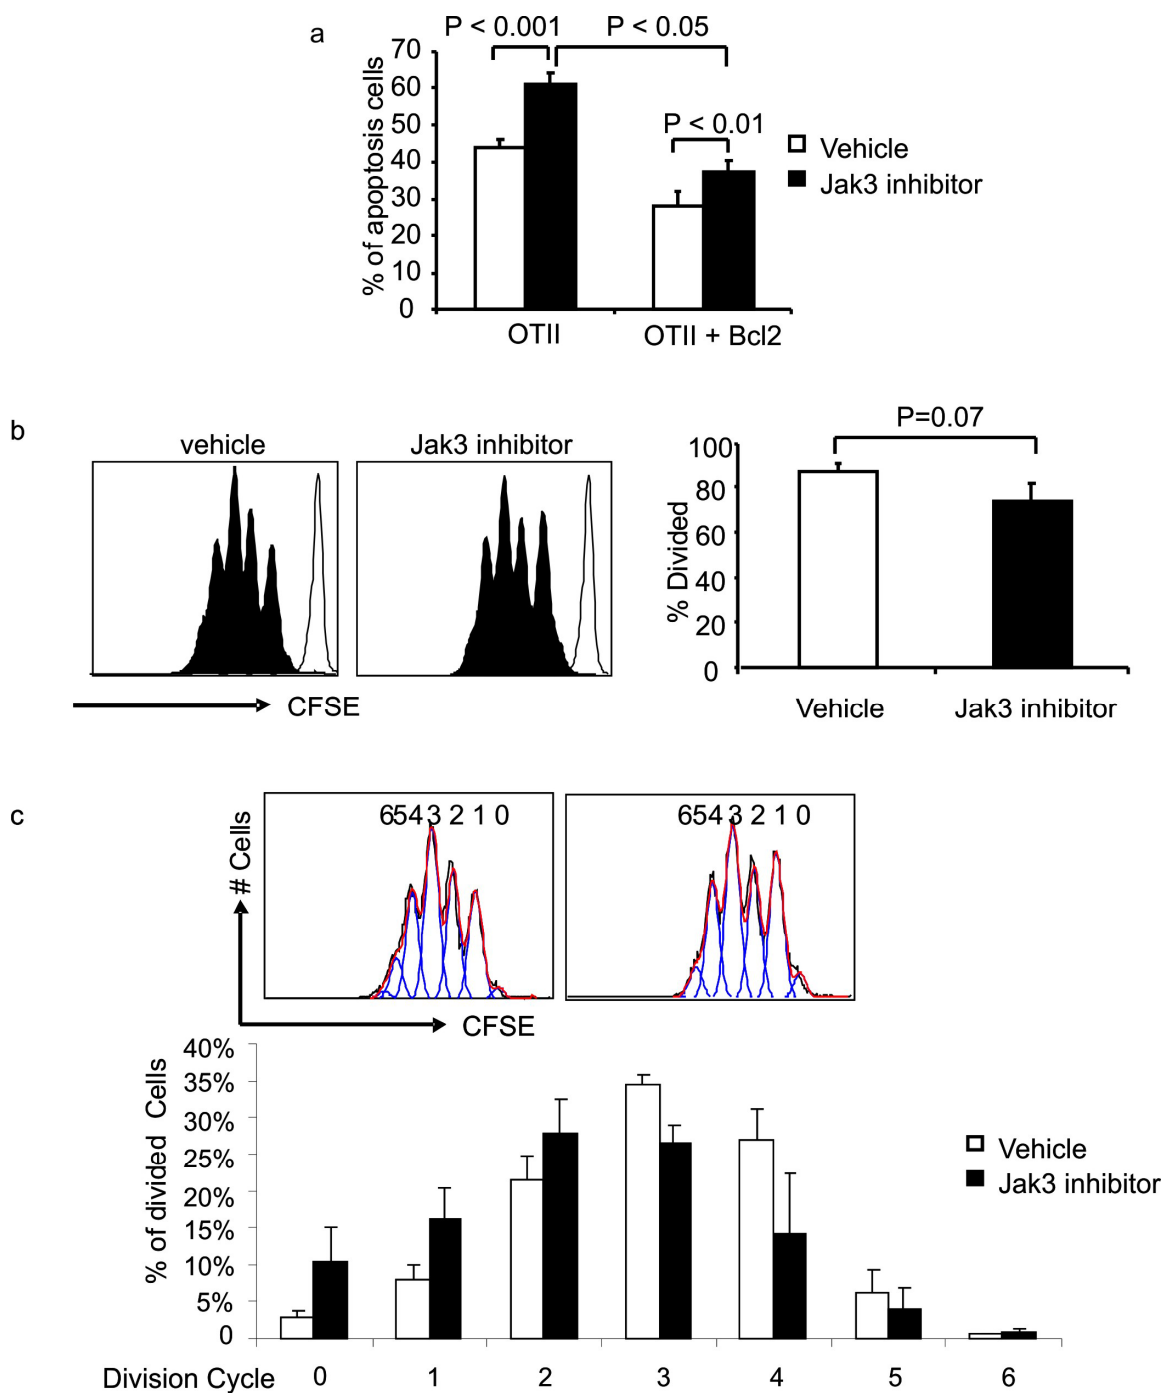 a
P < 0.001 P < 0.05
% of apoptosis cells
70
60
50
40
30
20
10
0
P < 0.01
Vehicle
Jak3 inhibitor
OTII OTII + Bcl2
b
vehicle Jak3 inhibitor
CFSE
P=0.07
% Divided
100
80
60
40
20
0
Vehicle Jak3 inhibitor
c
# Cells
6543 2 1 0 6543 2 1 0
CFSE
% of divided Cells
40%
35%
30%
25%
20%
15%
10%
5%
0
Vehicle
Jak3 inhibitor
Division Cycle 0 1 2 3 4 5 6